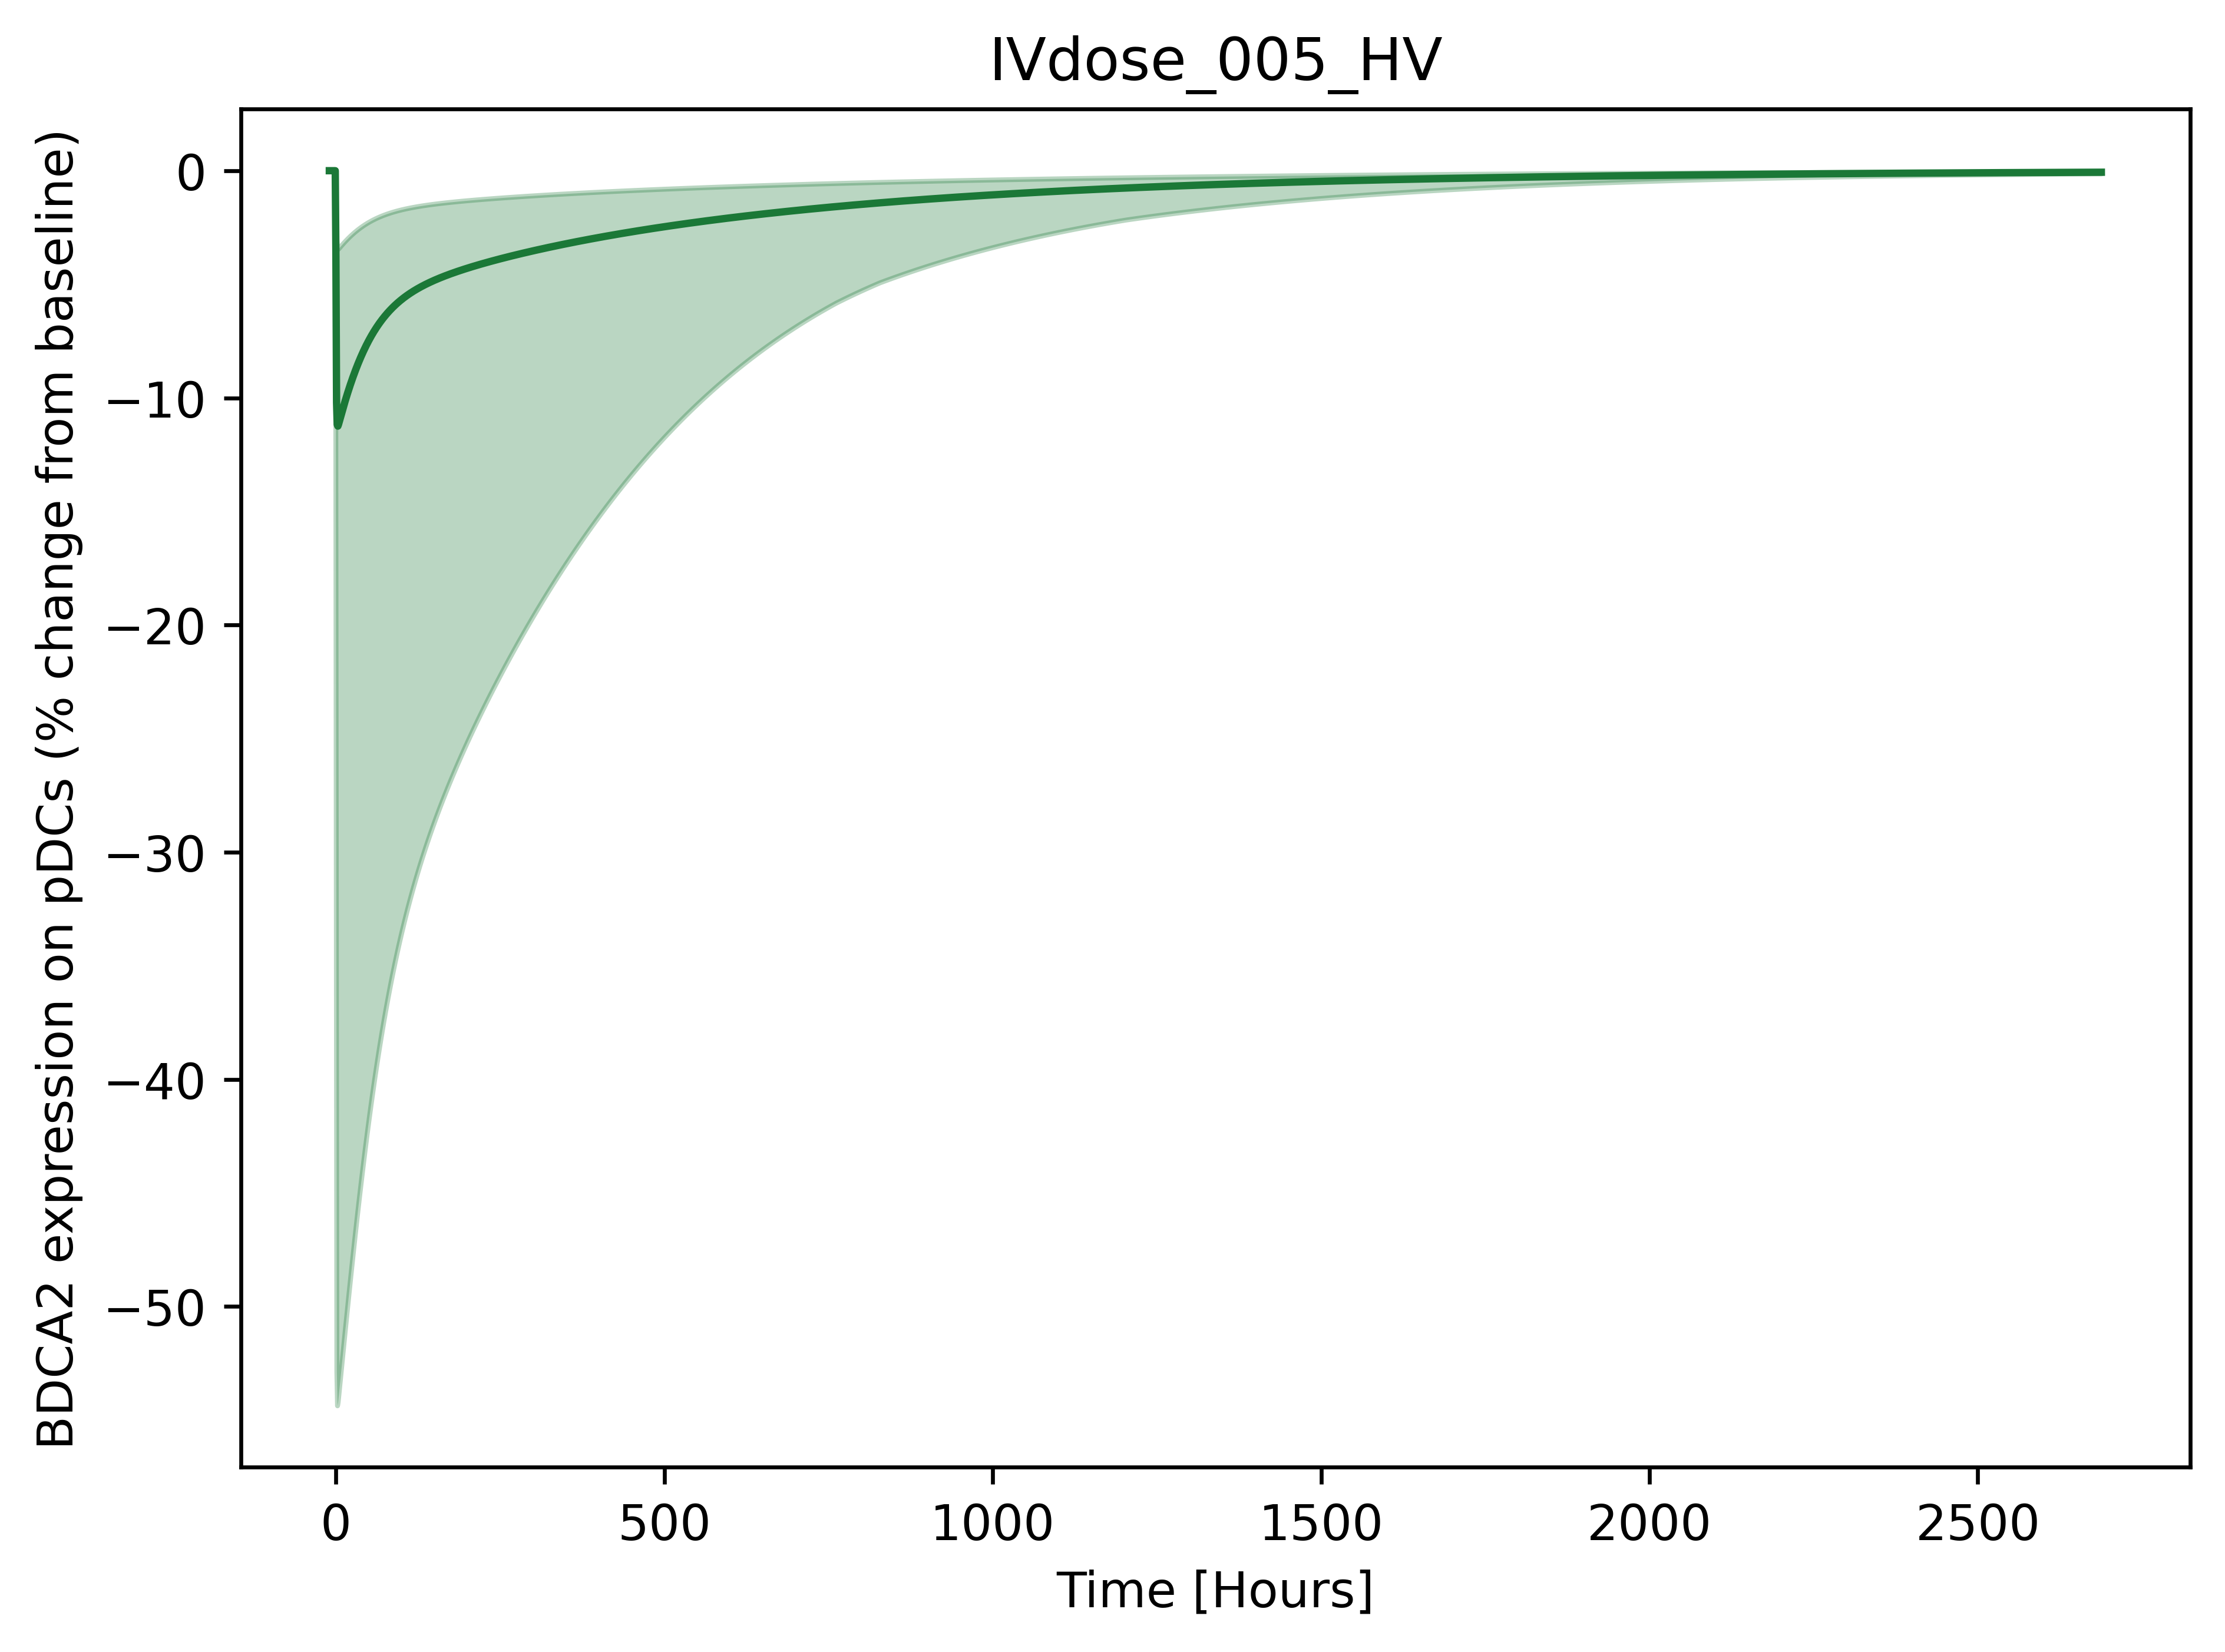 IVdose_005_HV
BDCA2 expression on pDCs (% change from baseline)
0
−10
−20
−30
−40
−50
0 500 1000 1500 2000 2500
Time [Hours]